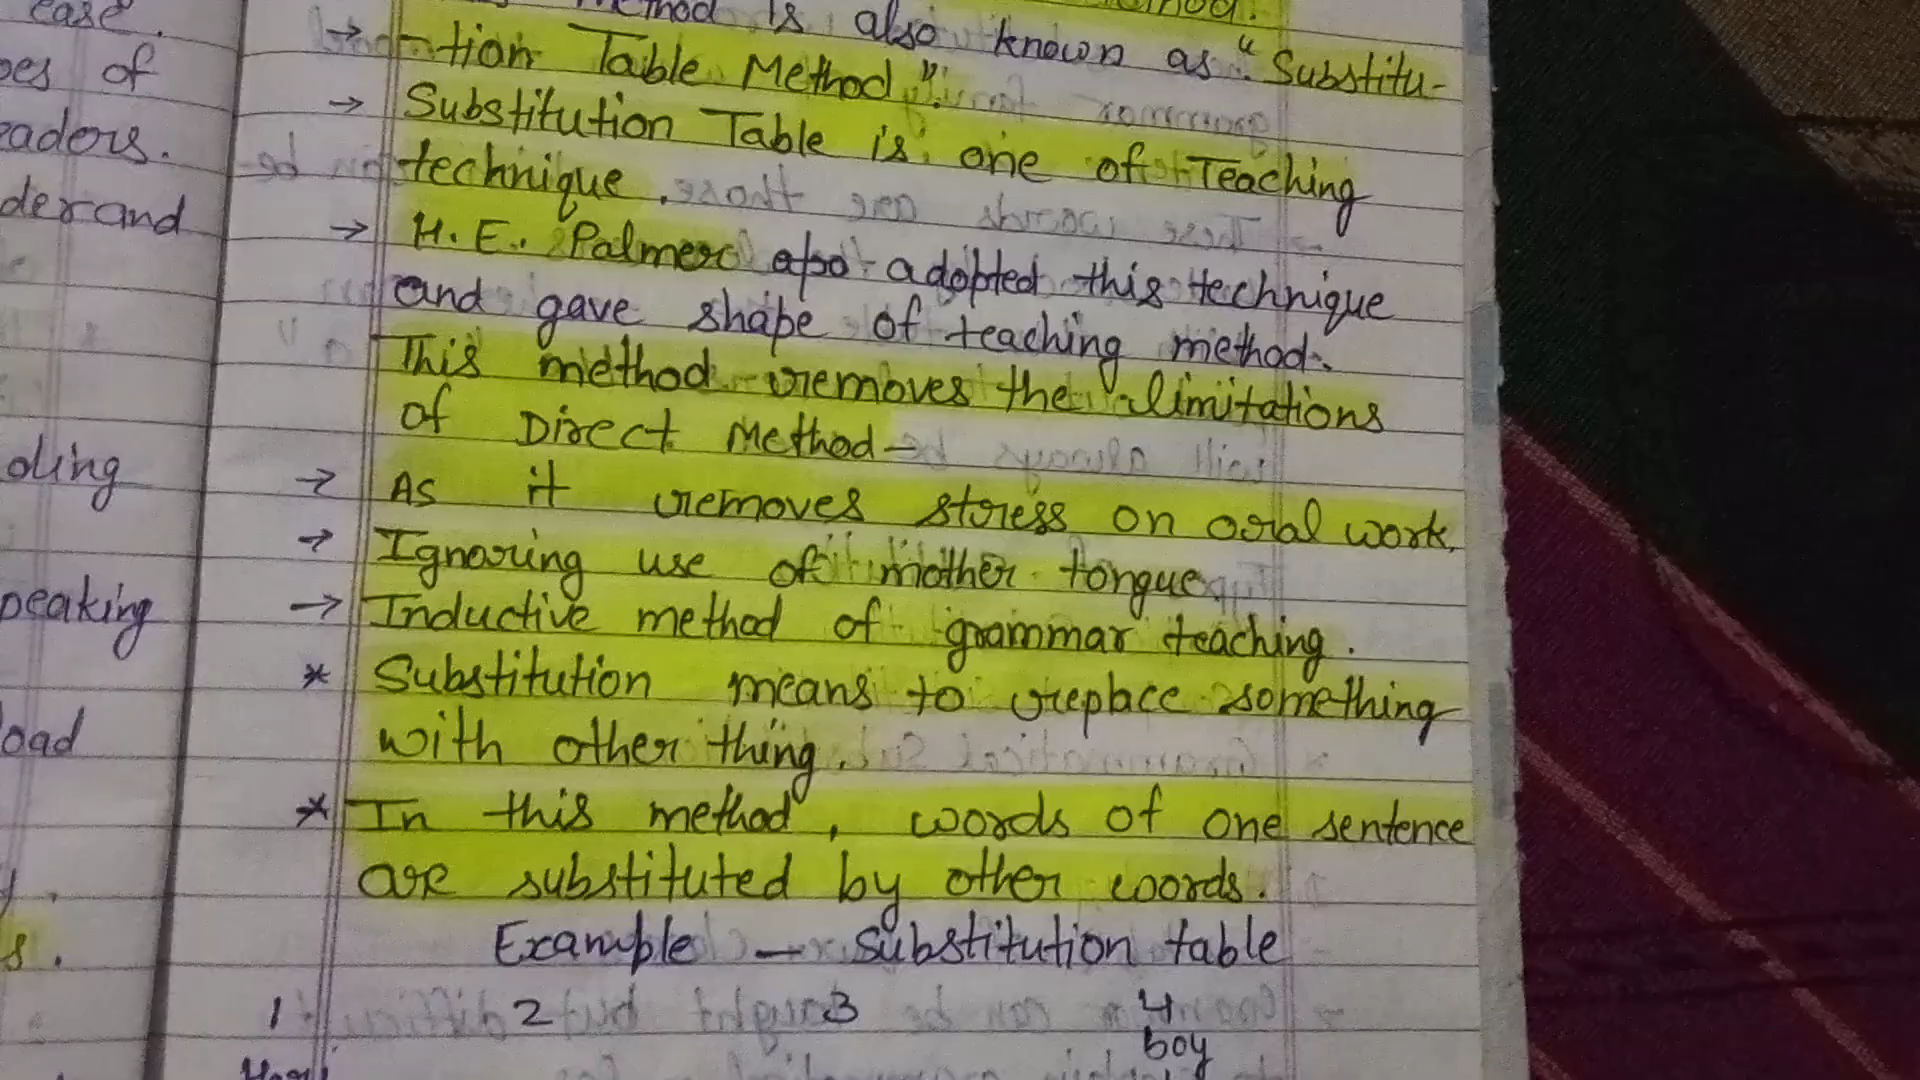 ease.
of
method is also known as "Substitu-
→ -tion Table Method".
→ Substitution Table is one of Teaching
technique.
→ H. E. Palmer also adopted this technique
and gave shape of teaching method.
This method removes the limitations
of Direct Method -
→ As it removes stress on oral work.
→ Ignoring use of mother tongue
→ Inductive method of grammar teaching.
* Substitution means to replace something
with other thing.
* In this method, words of one sentence
are substituted by other words.
Example - substitution table
1 2 3 4
boy